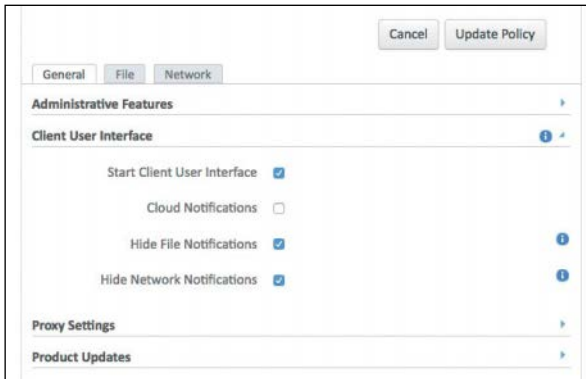 Cancel Update Policy
General File Network
Administrative Features
Client User Interface
Start Client User Interface
Cloud Notifications
Hide File Notifications
Hide Network Notifications
Proxy Settings
Product Updates